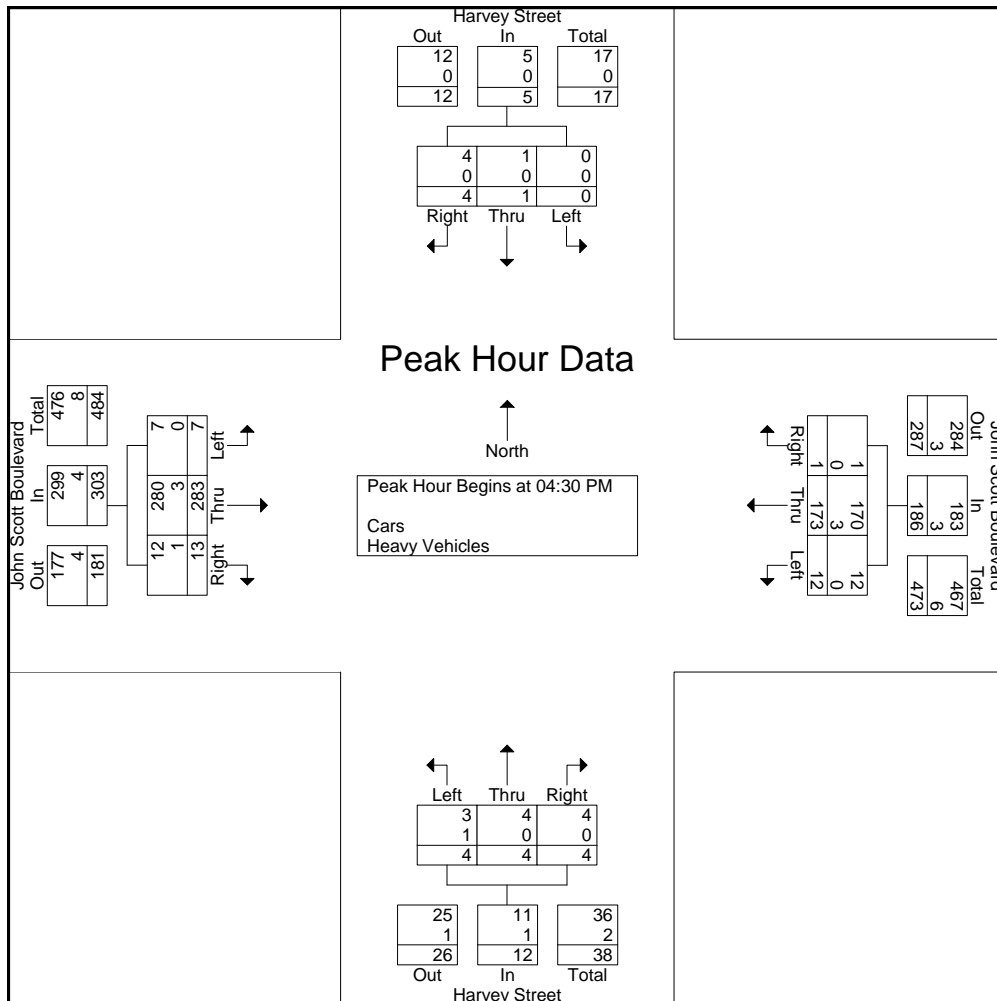 Harvey Street
Out In Total
12 5 17
0 0 0
12 5 17
4 1 0
0 0 0
4 1 0
Right Thru Left
Peak Hour Data
North
Peak Hour Begins at 04:30 PM
Cars
Heavy Vehicles
John Scott Boulevard
Total In Out
476 299 177
8 4 4
484 303 181
7 280 12
0 3 1
7 283 13
Left Thru Right
John Scott Boulevard
Out In Total
284 183 467
3 3 6
287 186 473
1 170 12
0 3 0
1 173 12
Right Thru Left
Left Thru Right
3 4 4
1 0 0
4 4 4
25 11 36
1 1 2
26 12 38
Out In Total
Harvey Street